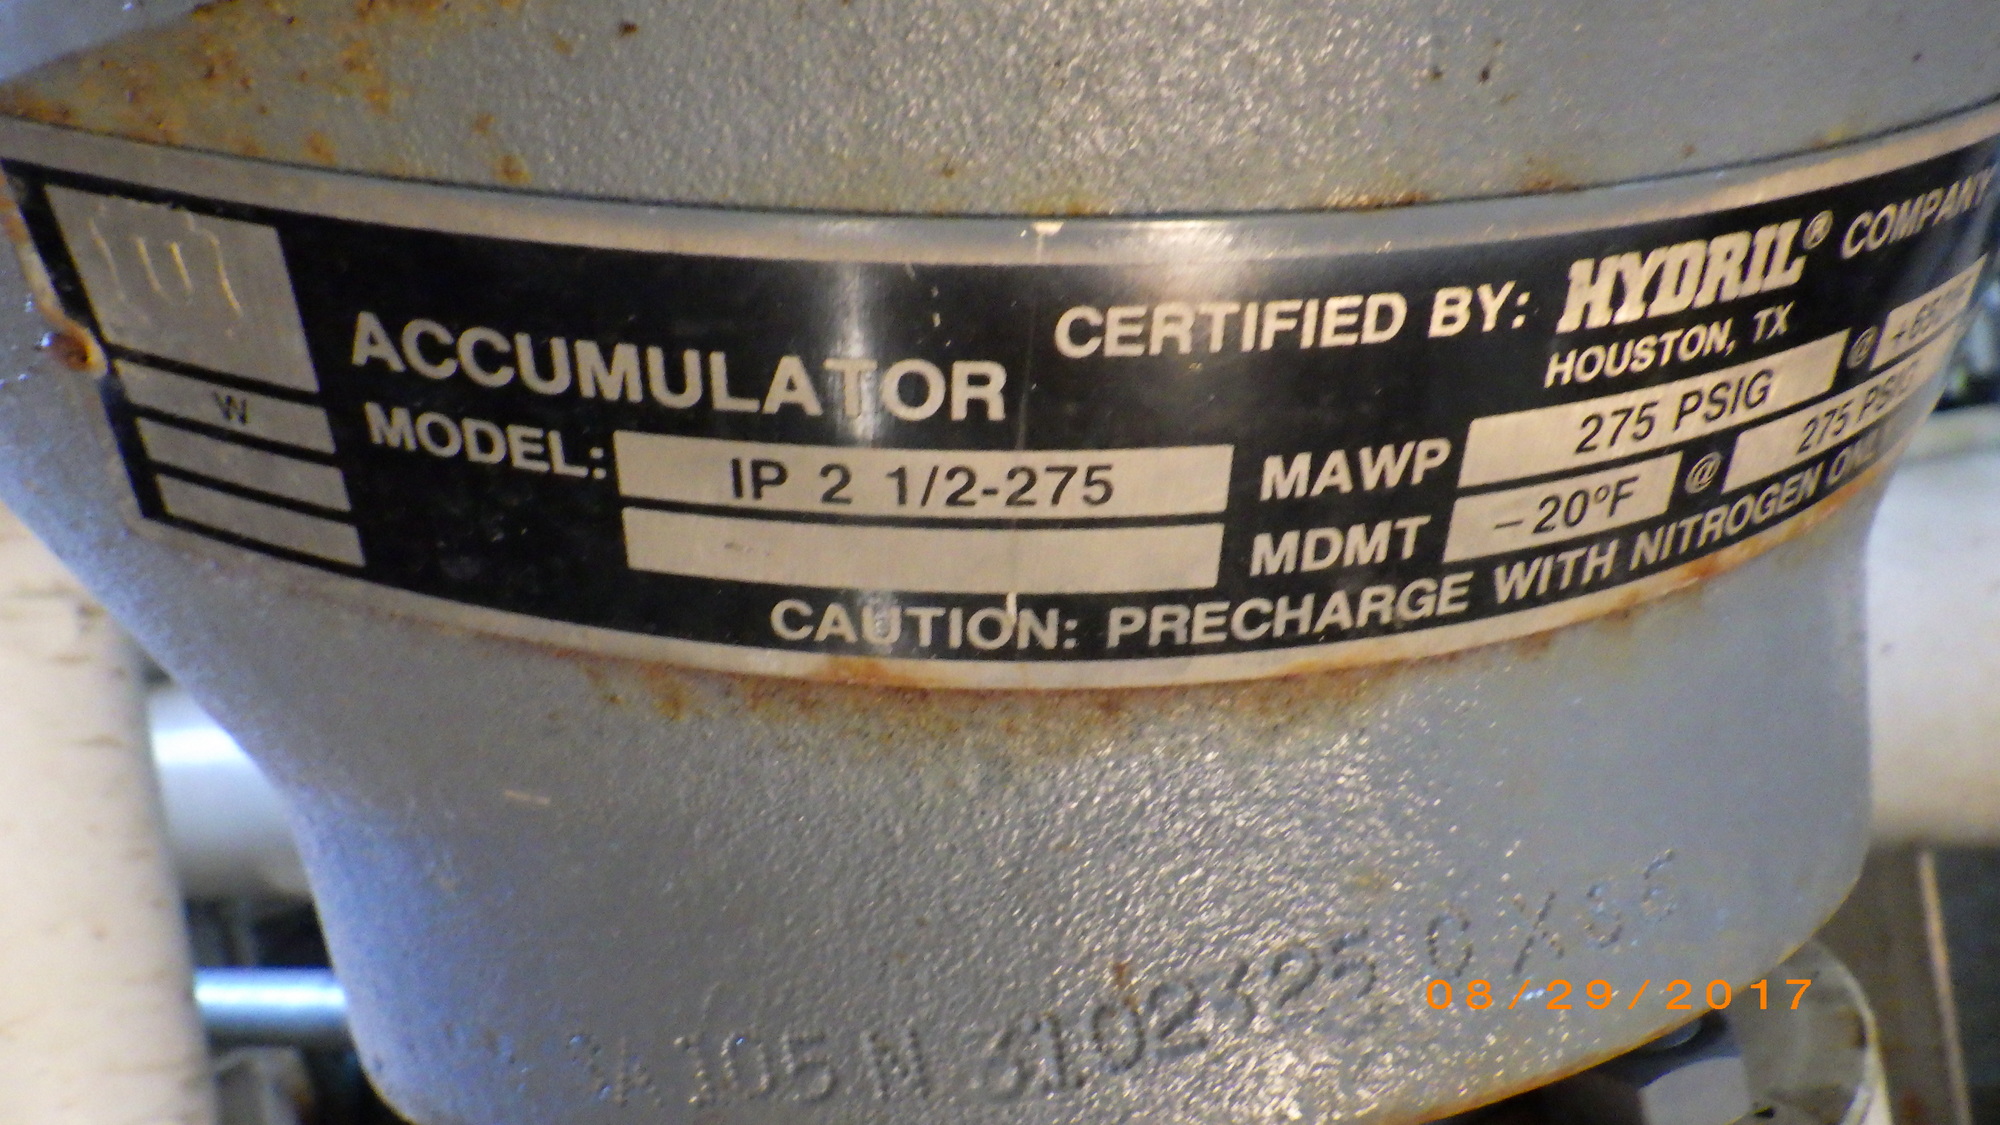 CERTIFIED BY: HYDRIL® COMPANY
HOUSTON, TX
ACCUMULATOR
W
MODEL: IP 2 1/2-275
MAWP 275 PSIG @
MDMT –20°F @ 275 PSIG
CAUTION: PRECHARGE WITH NITROGEN ONLY
SA105N
08/29/2017